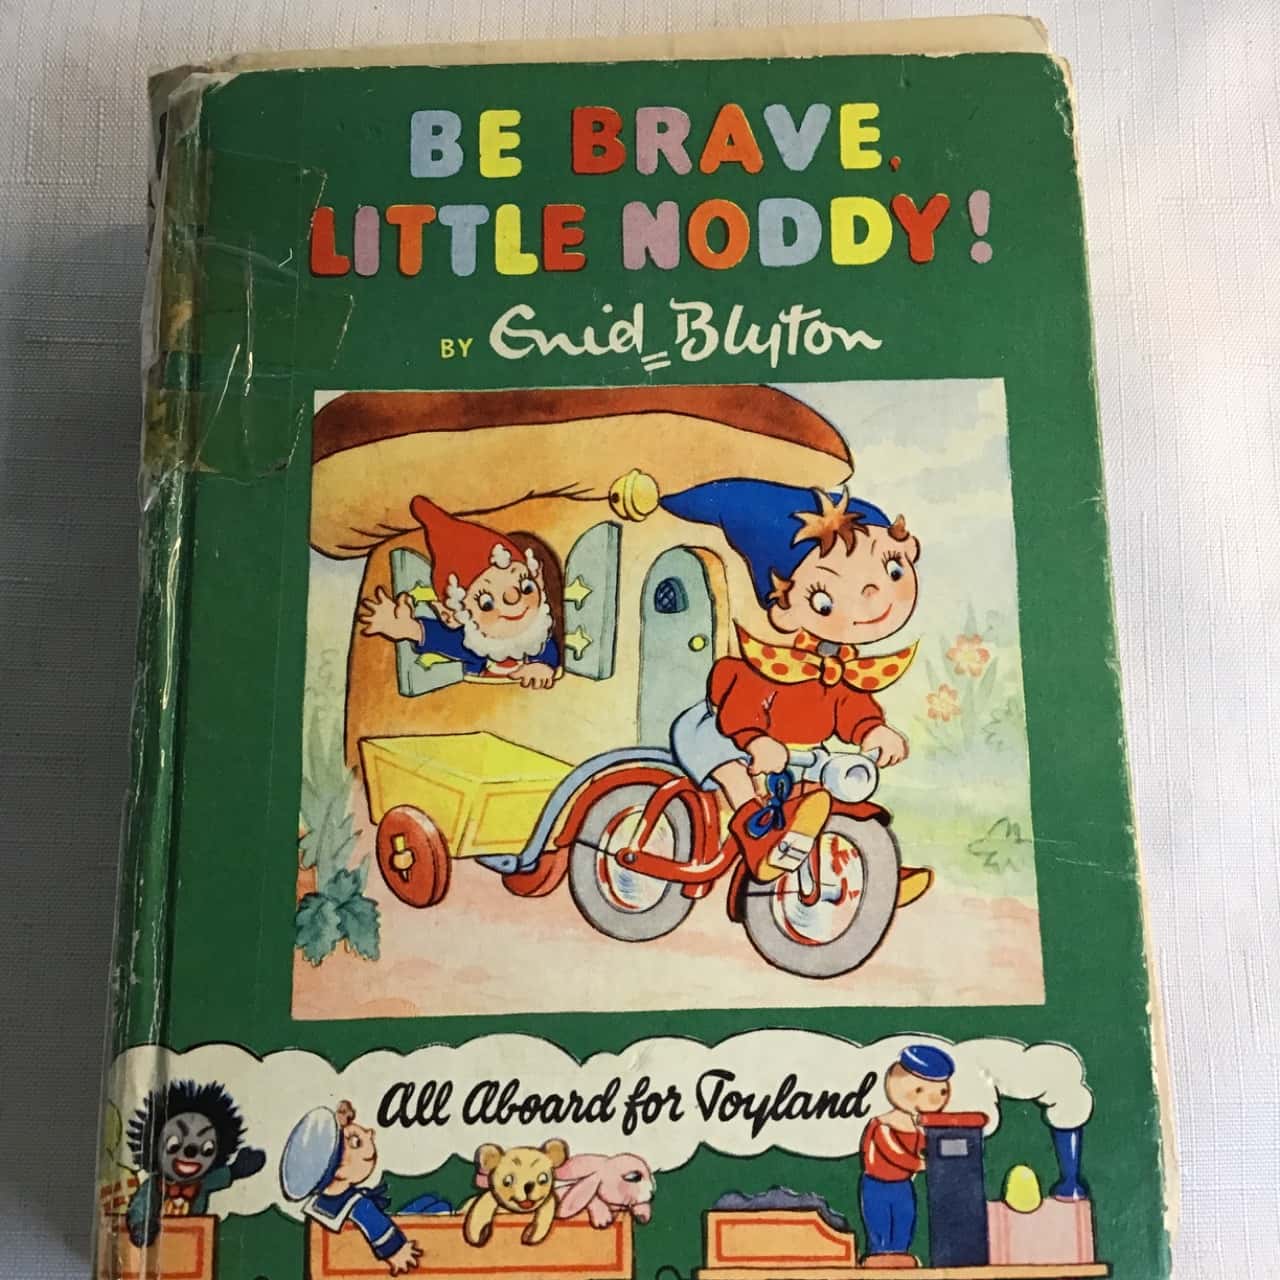 BE BRAVE,
LITTLE NODDY!
BY Enid Blyton
All Aboard for Toyland